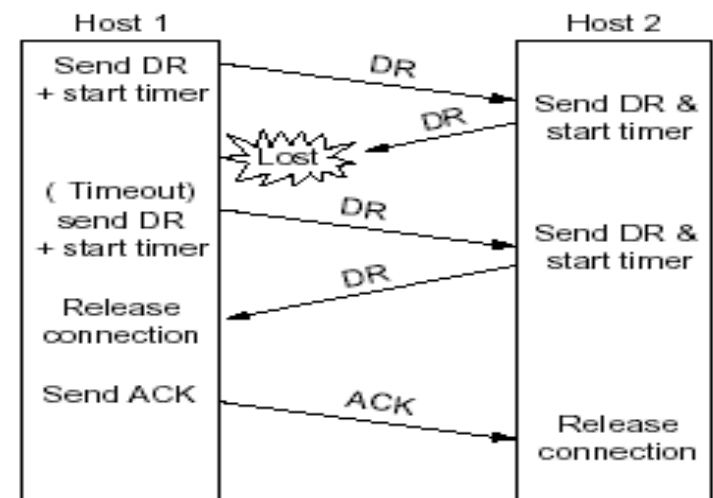 Host 1
Host 2
Send DR
+ start timer
DR
Send DR &
start timer
DR
Lost
( Timeout)
send DR
+ start timer
DR
Send DR &
start timer
DR
Release
connection
Send ACK
ACK
Release
connection